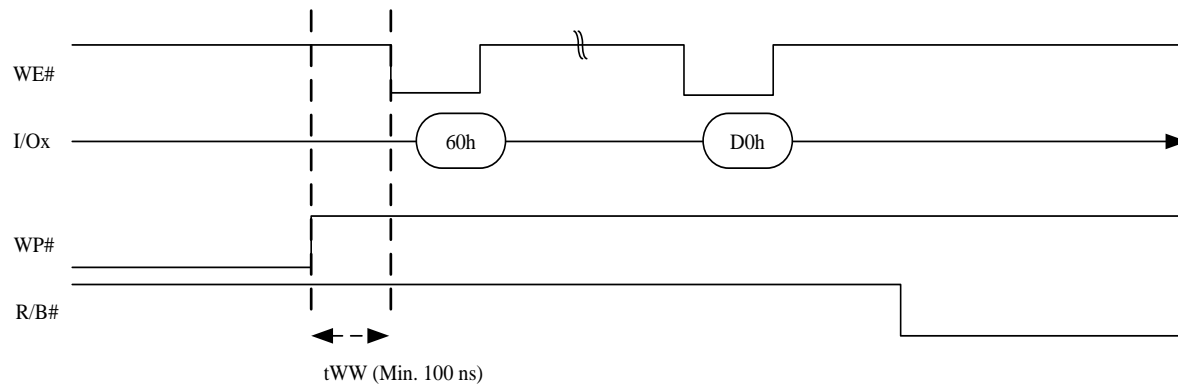 WE#
I/Ox
60h
D0h
WP#
R/B#
tWW (Min. 100 ns)